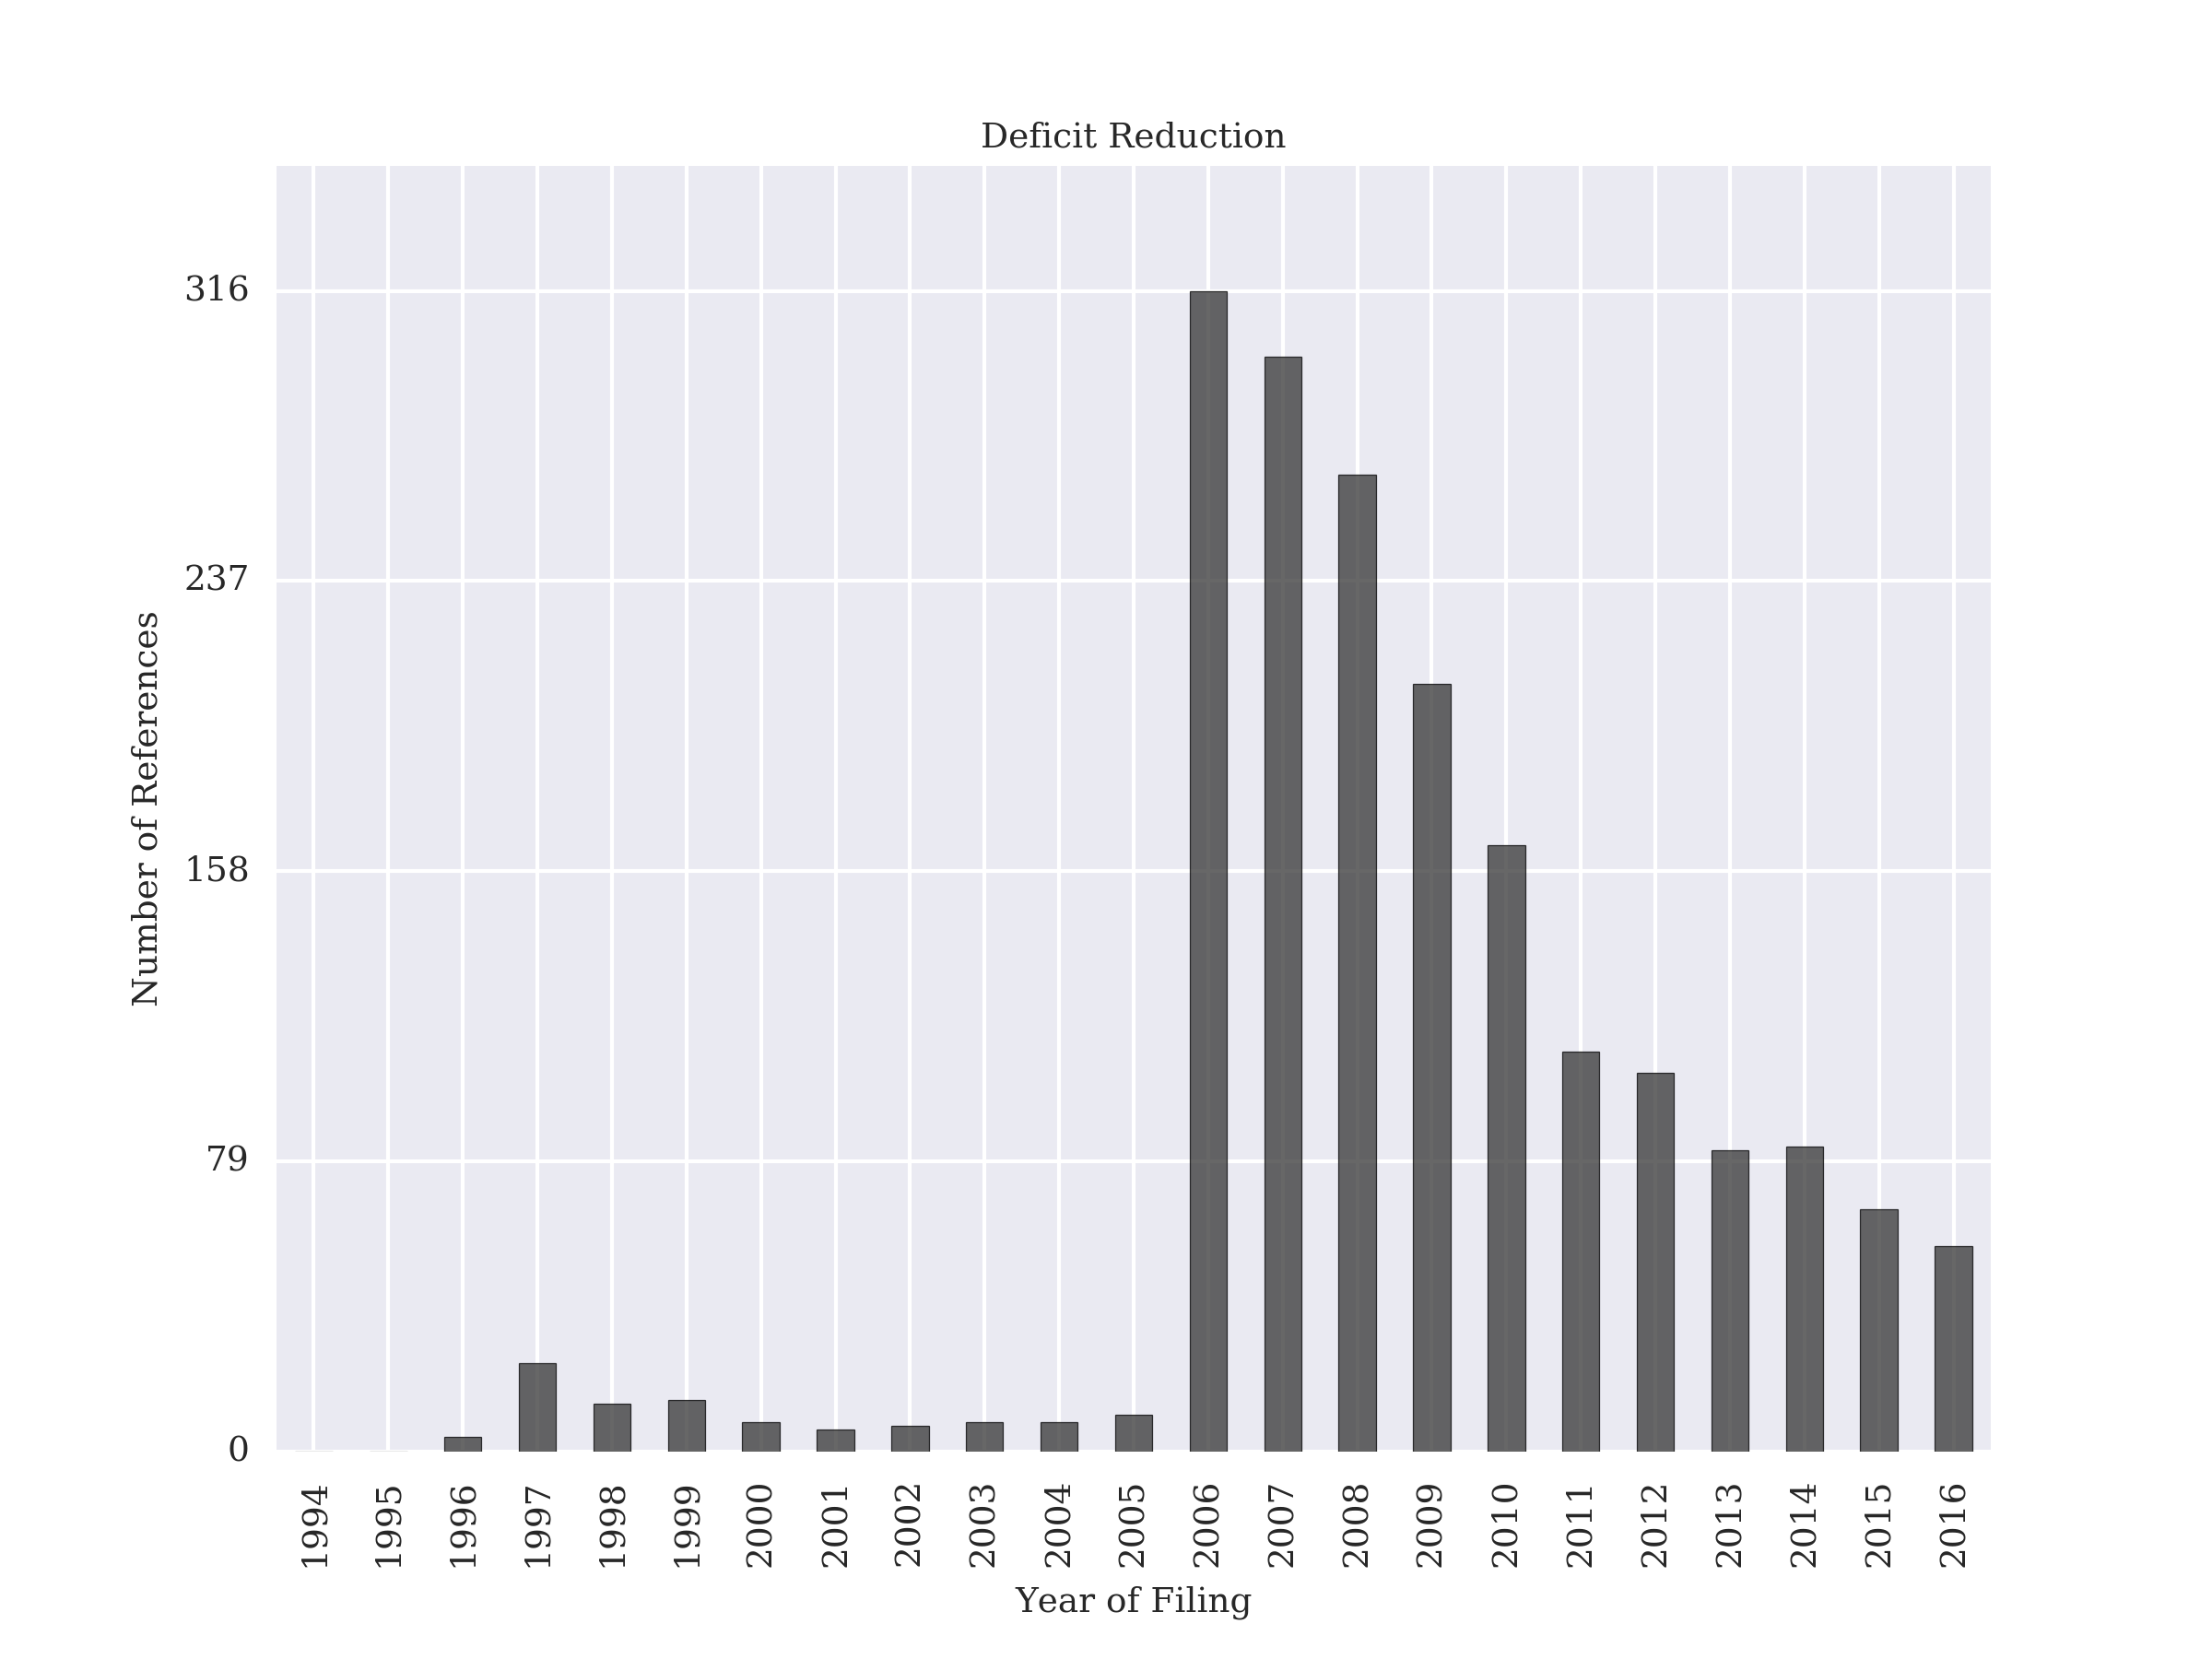 Deficit Reduction
316
237
158
79
0
Number of References
1994 1995 1996 1997 1998 1999 2000 2001 2002 2003 2004 2005 2006 2007 2008 2009 2010 2011 2012 2013 2014 2015 2016
Year of Filing